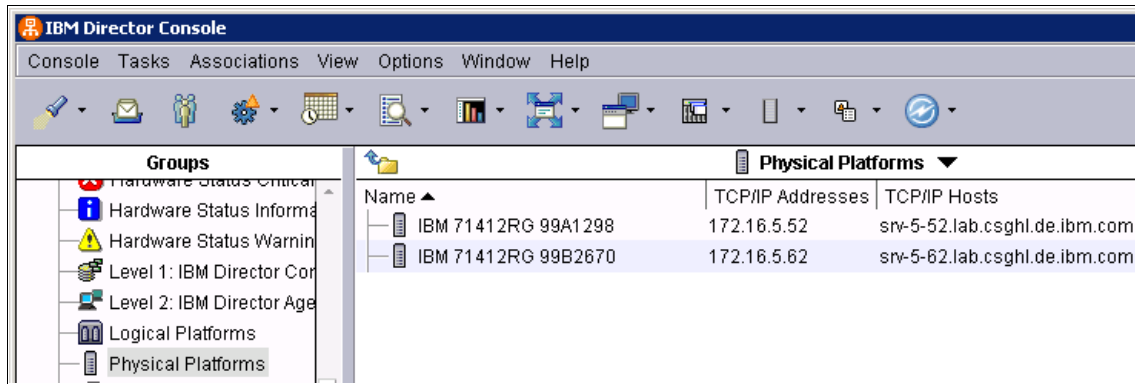 IBM Director Console
Console Tasks Associations View Options Window Help
Groups
Physical Platforms
Hardware Status Critical
Hardware Status Informa
Hardware Status Warnin
Level 1: IBM Director Cor
Level 2: IBM Director Age
Logical Platforms
Physical Platforms
Name TCP/IP Addresses TCP/IP Hosts
IBM 71412RG 99A1298 172.16.5.52 srv-5-52.lab.csghl.de.ibm.com
IBM 71412RG 99B2670 172.16.5.62 srv-5-62.lab.csghl.de.ibm.com